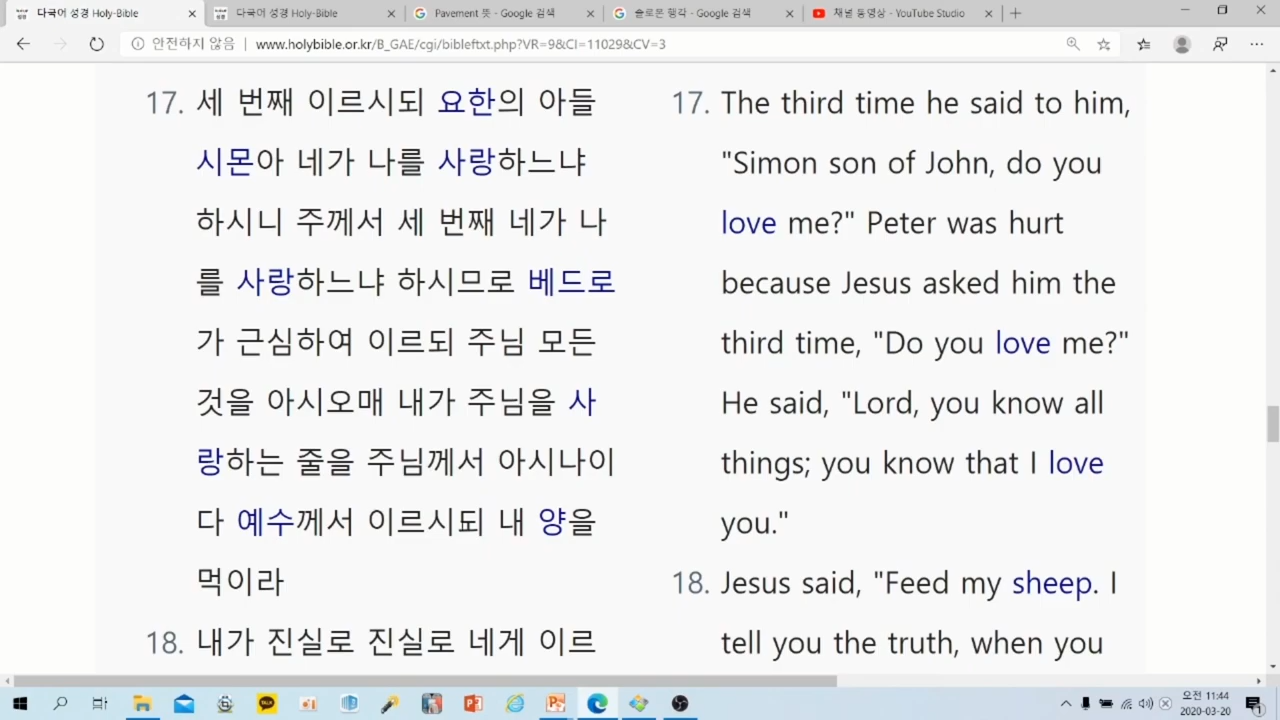 다국어 성경 Holy-Bible
다국어 성경 Holy-Bible
Pavement 뜻 - Google 검색
솔로몬 행각 - Google 검색
채널 동영상 - YouTube Studio
안전하지 않음
www.holybible.or.kr/B_GAE/cgi/bibleftxt.php?VR=9&CI=11029&CV=3
17. 세 번째 이르시되 요한의 아들
시몬아 네가 나를 사랑하느냐
하시니 주께서 세 번째 네가 나
를 사랑하느냐 하시므로 베드로
가 근심하여 이르되 주님 모든
것을 아시오매 내가 주님을 사
랑하는 줄을 주님께서 아시나이
다 예수께서 이르시되 내 양을
먹이라
18. 내가 진실로 진실로 네게 이르
17. The third time he said to him,
"Simon son of John, do you
love me?" Peter was hurt
because Jesus asked him the
third time, "Do you love me?"
He said, "Lord, you know all
things; you know that I love
you."
18. Jesus said, "Feed my sheep. I
tell you the truth, when you
오전 11:44
2020-03-20